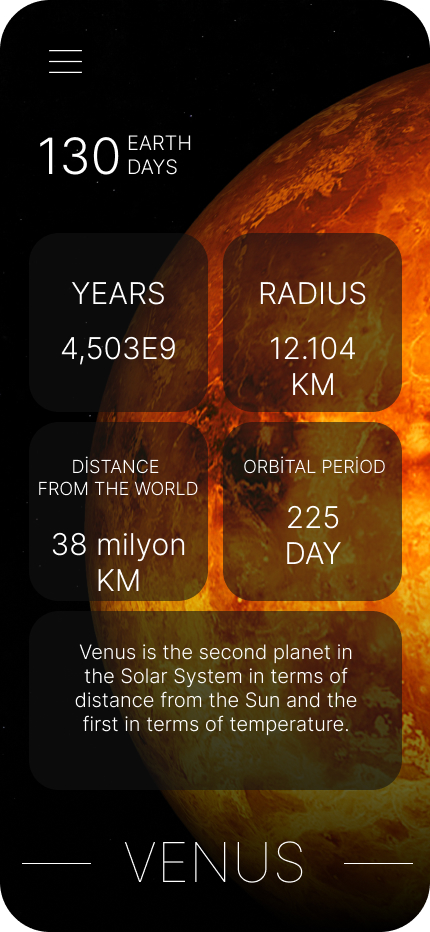 130 EARTH
DAYS
YEARS
4,503E9
RADIUS
12.104
KM
DİSTANCE
FROM THE WORLD
38 milyon
KM
ORBİTAL PERİOD
225
DAY
Venus is the second planet in
the Solar System in terms of
distance from the Sun and the
first in terms of temperature.
VENUS